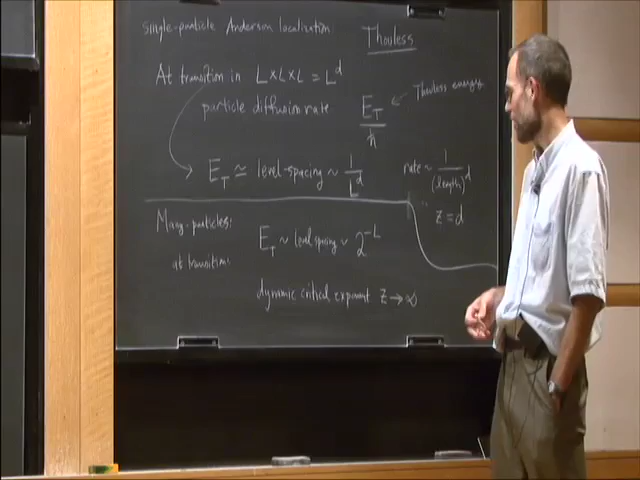 Single-particle Anderson localization
Thouless
At transition in L×L×L = L^d
particle diffusion rate
E_T / ħ
← Thouless energy
E_T ≅ level-spacing ~ 1 / L^d
rate ~ 1 / (length)^d
" z = d
Many-particles:
at transition:
E_T ~ level spacing ~ 2^-L
dynamic critical exponent z → ∞